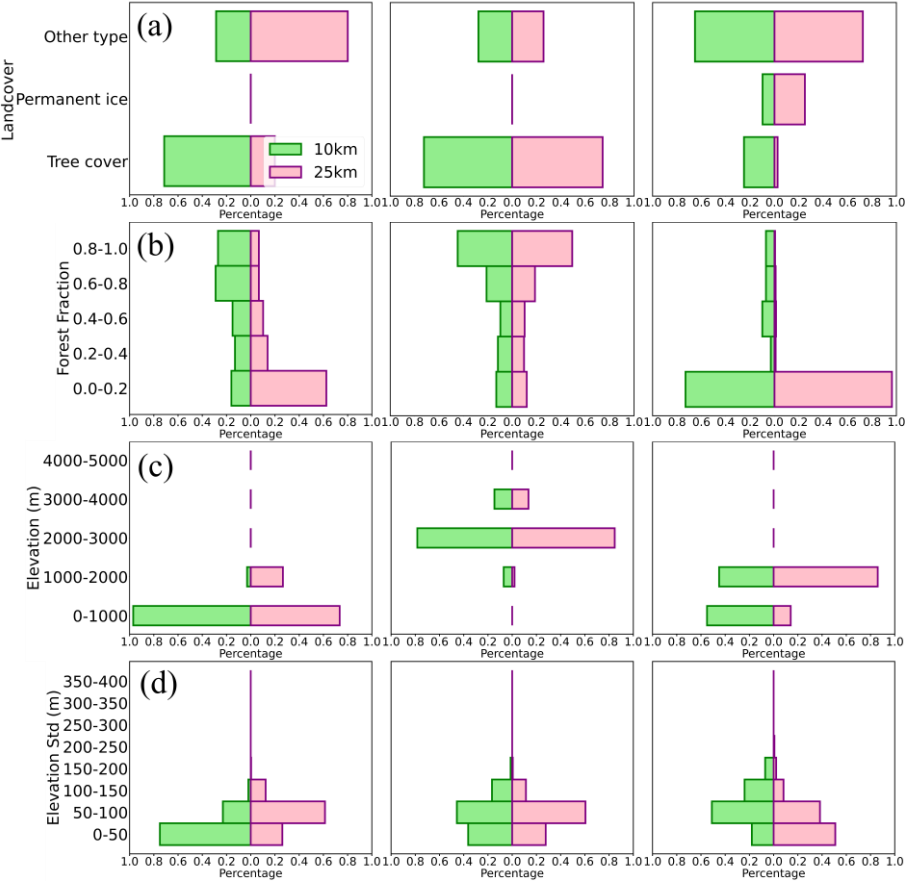 (a)
Landcover
Other type
Permanent ice
Tree cover
10km
25km
1.0 0.8 0.6 0.4 0.2 0.0 0.2 0.4 0.6 0.8 1.0
1.0 0.8 0.6 0.4 0.2 0.0 0.2 0.4 0.6 0.8 1.0
1.0 0.8 0.6 0.4 0.2 0.0 0.2 0.4 0.6 0.8 1.0
Percentage
Percentage
Percentage
(b)
Forest Fraction
0.8-1.0
0.6-0.8
0.4-0.6
0.2-0.4
0.0-0.2
1.0 0.8 0.6 0.4 0.2 0.0 0.2 0.4 0.6 0.8 1.0
1.0 0.8 0.6 0.4 0.2 0.0 0.2 0.4 0.6 0.8 1.0
1.0 0.8 0.6 0.4 0.2 0.0 0.2 0.4 0.6 0.8 1.0
Percentage
Percentage
Percentage
(c)
Elevation (m)
4000-5000
3000-4000
2000-3000
1000-2000
0-1000
1.0 0.8 0.6 0.4 0.2 0.0 0.2 0.4 0.6 0.8 1.0
1.0 0.8 0.6 0.4 0.2 0.0 0.2 0.4 0.6 0.8 1.0
1.0 0.8 0.6 0.4 0.2 0.0 0.2 0.4 0.6 0.8 1.0
Percentage
Percentage
Percentage
(d)
Elevation Std (m)
350-400
300-350
250-300
200-250
150-200
100-150
50-100
0-50
1.0 0.8 0.6 0.4 0.2 0.0 0.2 0.4 0.6 0.8 1.0
1.0 0.8 0.6 0.4 0.2 0.0 0.2 0.4 0.6 0.8 1.0
1.0 0.8 0.6 0.4 0.2 0.0 0.2 0.4 0.6 0.8 1.0
Percentage
Percentage
Percentage